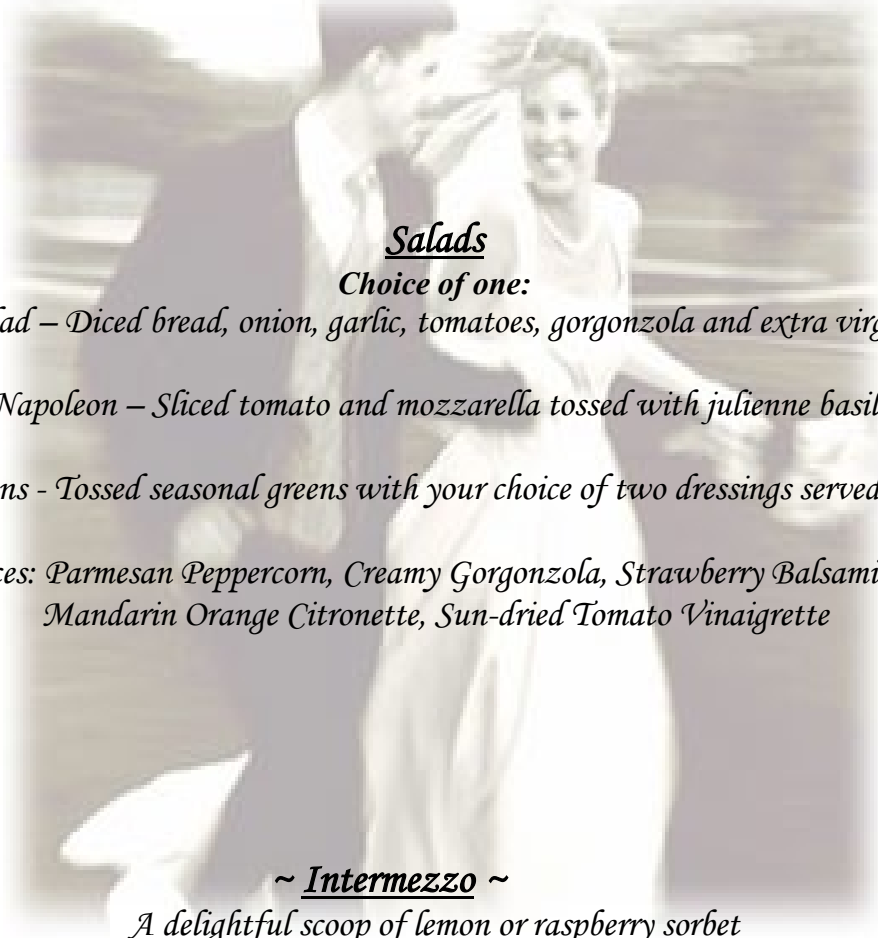 Salads
Choice of one:
ad – Diced bread, onion, garlic, tomatoes, gorgonzola and extra virg
Napoleon – Sliced tomato and mozzarella tossed with julienne basil
ns - Tossed seasonal greens with your choice of two dressings served
ces: Parmesan Peppercorn, Creamy Gorgonzola, Strawberry Balsami
Mandarin Orange Citronette, Sun-dried Tomato Vinaigrette
~ Intermezzo ~
A delightful scoop of lemon or raspberry sorbet